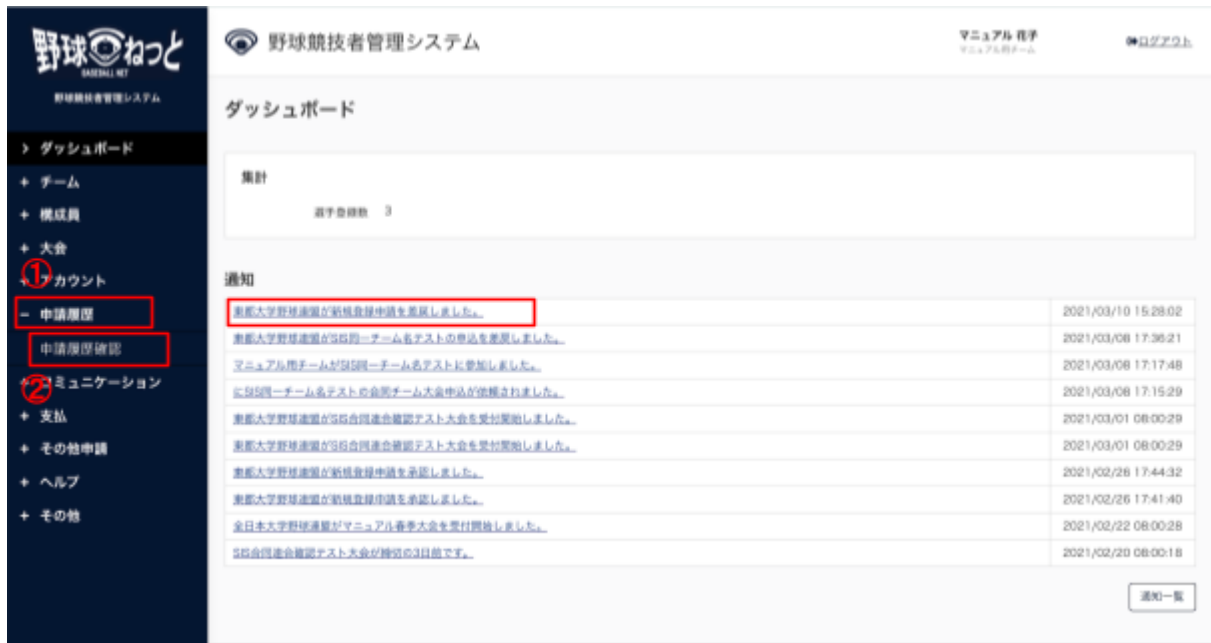 野球ねっと
BASEBALL NET
野球競技者管理システム
野球競技者管理システム
マニュアル 花子
マニュアル用チーム
ログアウト
> ダッシュボード
+ チーム
+ 構成員
+ 大会
①
+ アカウント
- 申請履歴
申請履歴確認
②
+ コミュニケーション
+ 支払
+ その他申請
+ ヘルプ
+ その他
ダッシュボード
集計
選手登録数 3
通知
東都大学野球連盟が新規登録申請を差戻しました。 2021/03/10 15:28:02
東都大学野球連盟がSIS同一チーム名テストの申込を差戻しました。 2021/03/08 17:36:21
マニュアル用チームがSIS同一チーム名テストに参加しました。 2021/03/08 17:17:48
にSIS同一チーム名テストの合同チーム大会申込が依頼されました。 2021/03/08 17:15:29
東都大学野球連盟がSIS合同連合確認テスト大会を受付開始しました。 2021/03/01 08:00:29
東都大学野球連盟がSIS合同連合確認テスト大会を受付開始しました。 2021/03/01 08:00:29
東都大学野球連盟が新規登録申請を承認しました。 2021/02/26 17:44:32
東都大学野球連盟が新規登録申請を承認しました。 2021/02/26 17:41:40
全日本大学野球連盟がマニュアル春季大会を受付開始しました。 2021/02/22 08:00:28
SIS合同連合確認テスト大会が締切の3日前です。 2021/02/20 08:00:18
通知一覧